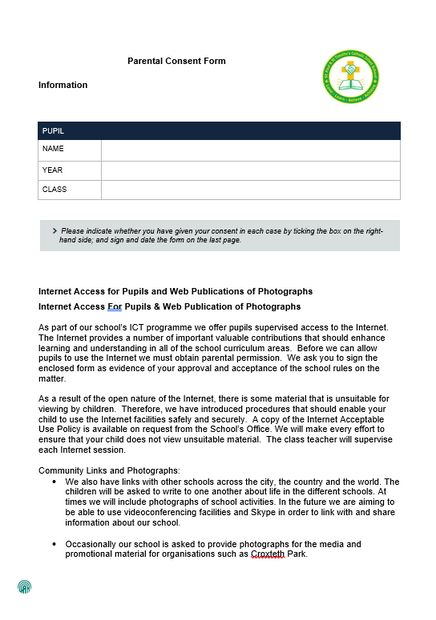 Parental Consent Form
Information
PUPIL
NAME
YEAR
CLASS
Please indicate whether you have given your consent in each case by ticking the box on the right-
hand side; and sign and date the form on the last page.
Internet Access for Pupils and Web Publications of Photographs
Internet Access For Pupils & Web Publication of Photographs
As part of our school's ICT programme we offer pupils supervised access to the Internet.
The Internet provides a number of important valuable contributions that should enhance
learning and understanding in all of the school curriculum areas.  Before we can allow
pupils to use the Internet we must obtain parental permission.  We ask you to sign the
enclosed form as evidence of your approval and acceptance of the school rules on the
matter.
As a result of the open nature of the Internet, there is some material that is unsuitable for
viewing by children.  Therefore, we have introduced procedures that should enable your
child to use the Internet facilities safely and securely.  A copy of the Internet Acceptable
Use Policy is available on request from the School's Office. We will make every effort to
ensure that your child does not view unsuitable material.  The class teacher will supervise
each Internet session.
Community Links and Photographs:
• We also have links with other schools across the city, the country and the world. The
children will be asked to write to one another about life in the different schools. At
times we will include photographs of school activities. In the future we are aiming to
be able to use videoconferencing facilities and Skype in order to link with and share
information about our school.
• Occasionally our school is asked to provide photographs for the media and
promotional material for organisations such as Croxteth Park.